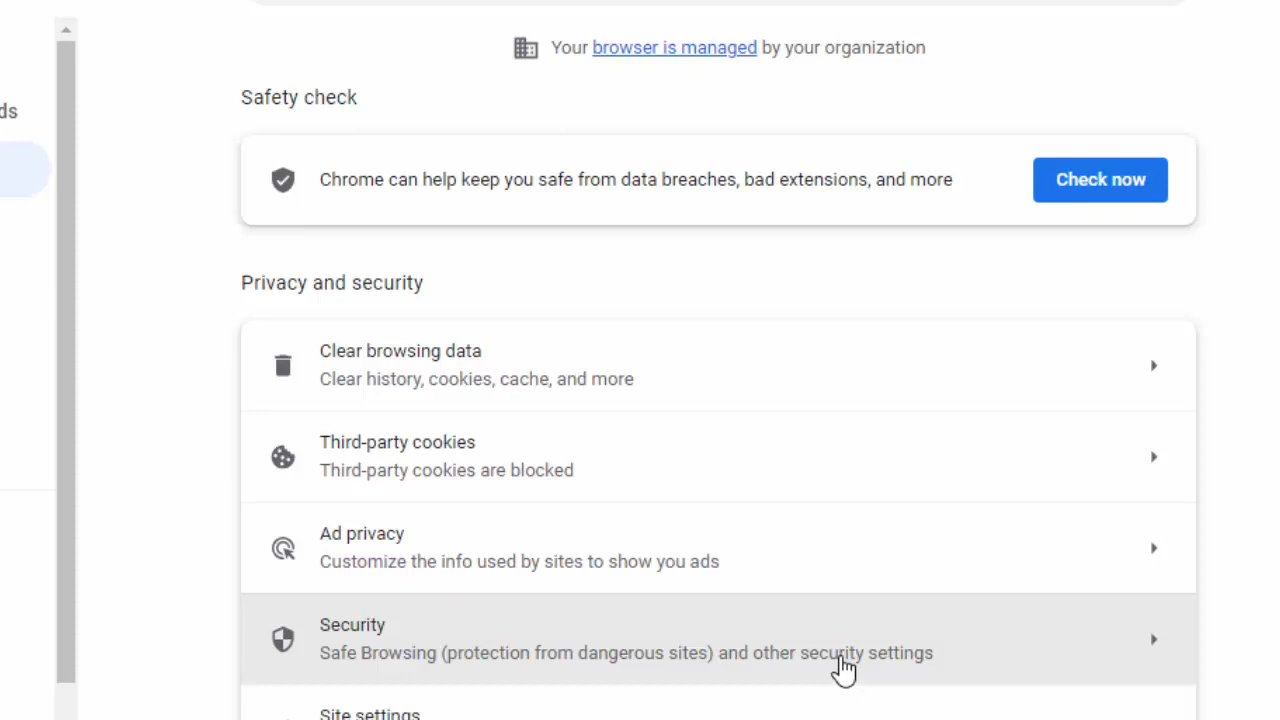 Your browser is managed by your organization
ds
Safety check
Chrome can help keep you safe from data breaches, bad extensions, and more
Check now
Privacy and security
Clear browsing data
Clear history, cookies, cache, and more
Third-party cookies
Third-party cookies are blocked
Ad privacy
Customize the info used by sites to show you ads
Security
Safe Browsing (protection from dangerous sites) and other security settings
Site settings